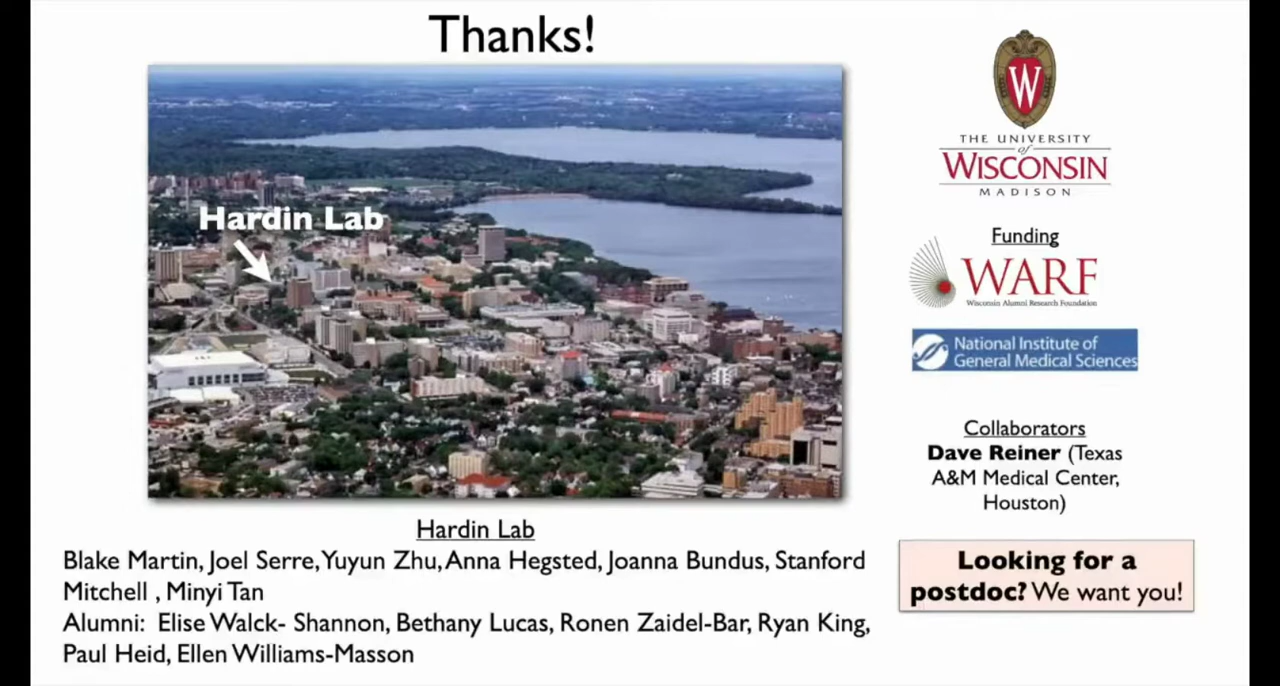 Thanks!
Hardin Lab
W
THE UNIVERSITY
of
WISCONSIN
MADISON
Funding
WARF
Wisconsin Alumni Research Foundation
National Institute of
General Medical Sciences
Collaborators
Dave Reiner (Texas
A&M Medical Center,
Houston)
Looking for a
postdoc? We want you!
Hardin Lab
Blake Martin, Joel Serre, Yuyun Zhu, Anna Hegsted, Joanna Bundus, Stanford
Mitchell , Minyi Tan
Alumni: Elise Walck- Shannon, Bethany Lucas, Ronen Zaidel-Bar, Ryan King,
Paul Heid, Ellen Williams-Masson